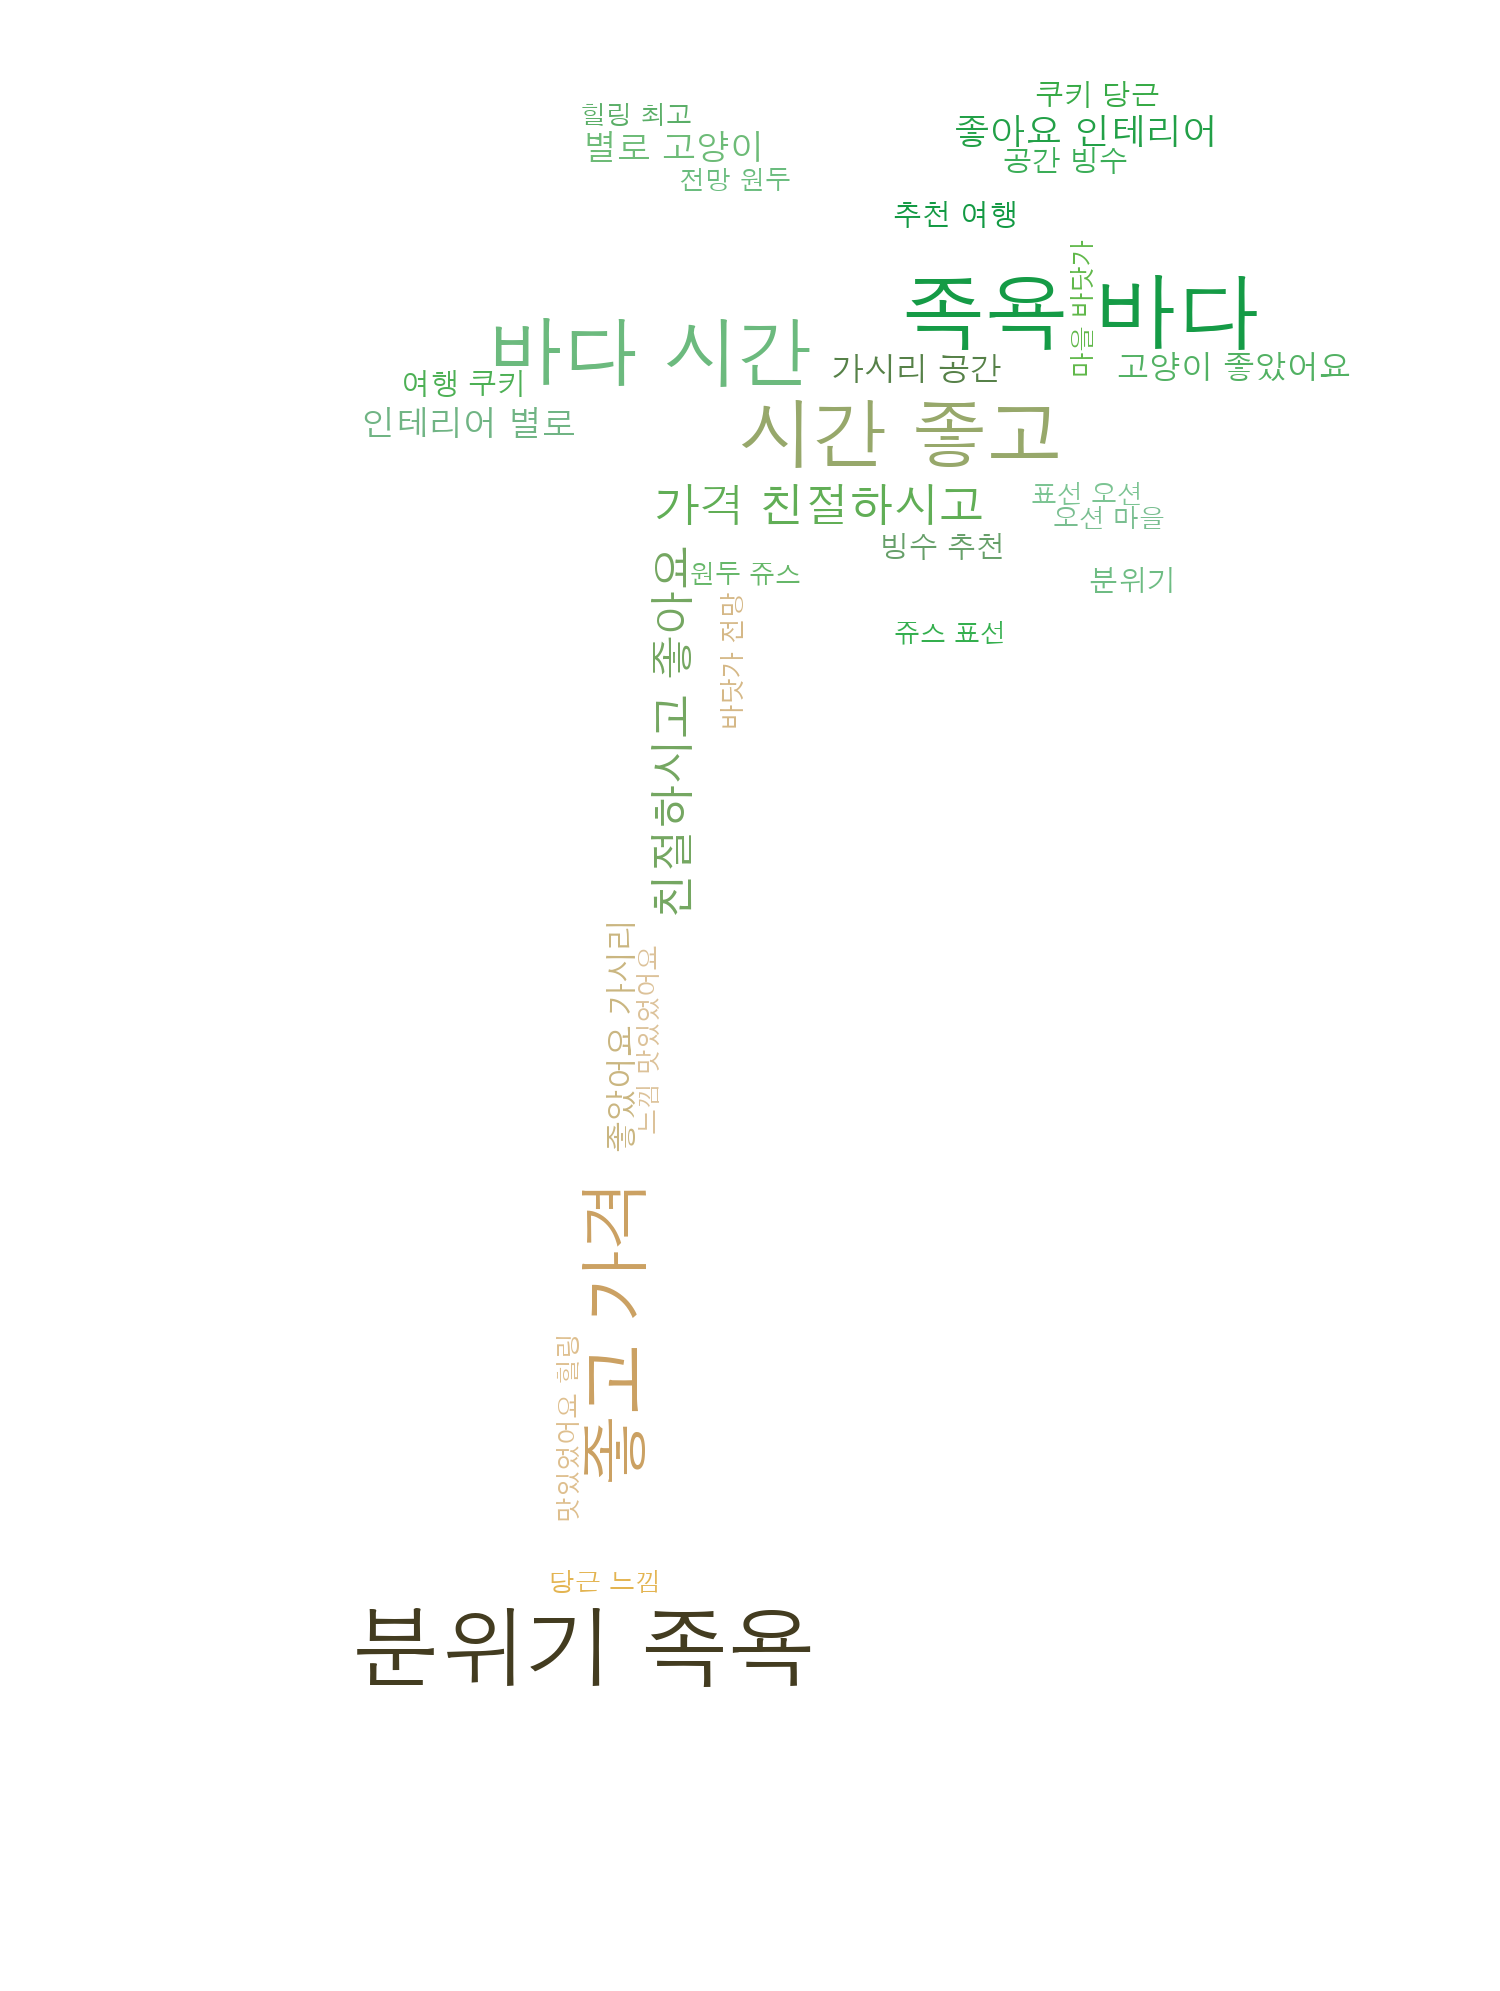 쿠키 당근
힐링 최고
좋아요 인테리어
별로 고양이
공간 빙수
전망 원두
추천 여행
마을 바닷가
족욕 바다
바다 시간
가시리 공간
고양이 좋았어요
여행 쿠키
인테리어 별로
시간 좋고
가격 친절하시고
표선 오션
오션 마을
빙수 추천
친절하시고 좋아요
원두 쥬스
분위기
바닷가 전망
쥬스 표선
좋았어요 가시리
느낌 맛있었어요
좋고 가격
맛있었어요 힐링
당근 느낌
분위기 족욕